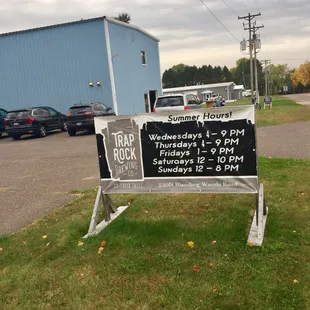 Summer Hours!
TRAP ROCK
BREWING CO.
Wednesdays 4 - 9 PM
Thursdays 4 - 9 PM
Fridays 1 - 9 PM
Saturdays 12 - 10 PM
Sundays 12 - 8 PM